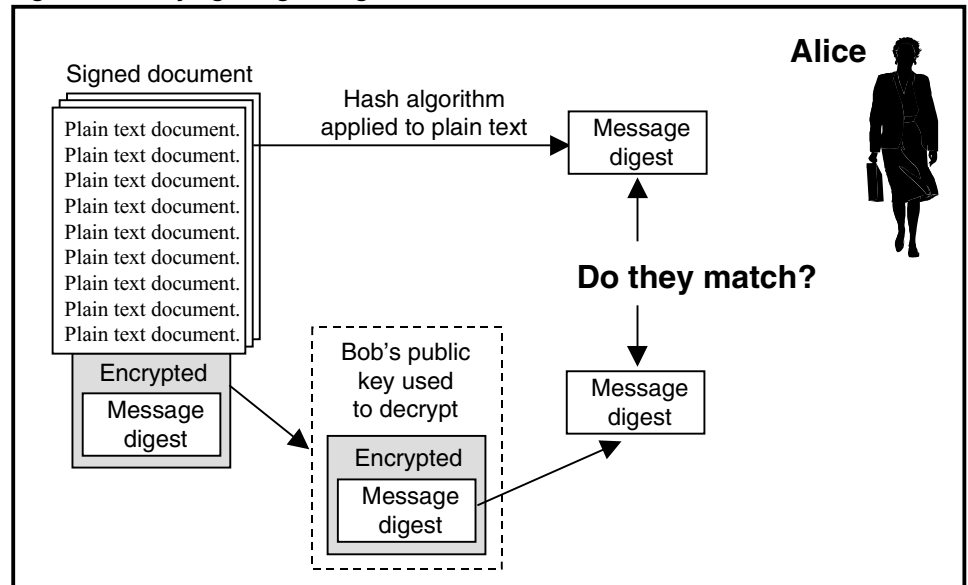 Alice
Signed document
Hash algorithm
applied to plain text
Message
digest
Plain text document.
Plain text document.
Plain text document.
Plain text document.
Plain text document.
Plain text document.
Plain text document.
Plain text document.
Plain text document.
Do they match?
Encrypted
Message
digest
Bob's public
key used
to decrypt
Encrypted
Message
digest
Message
digest